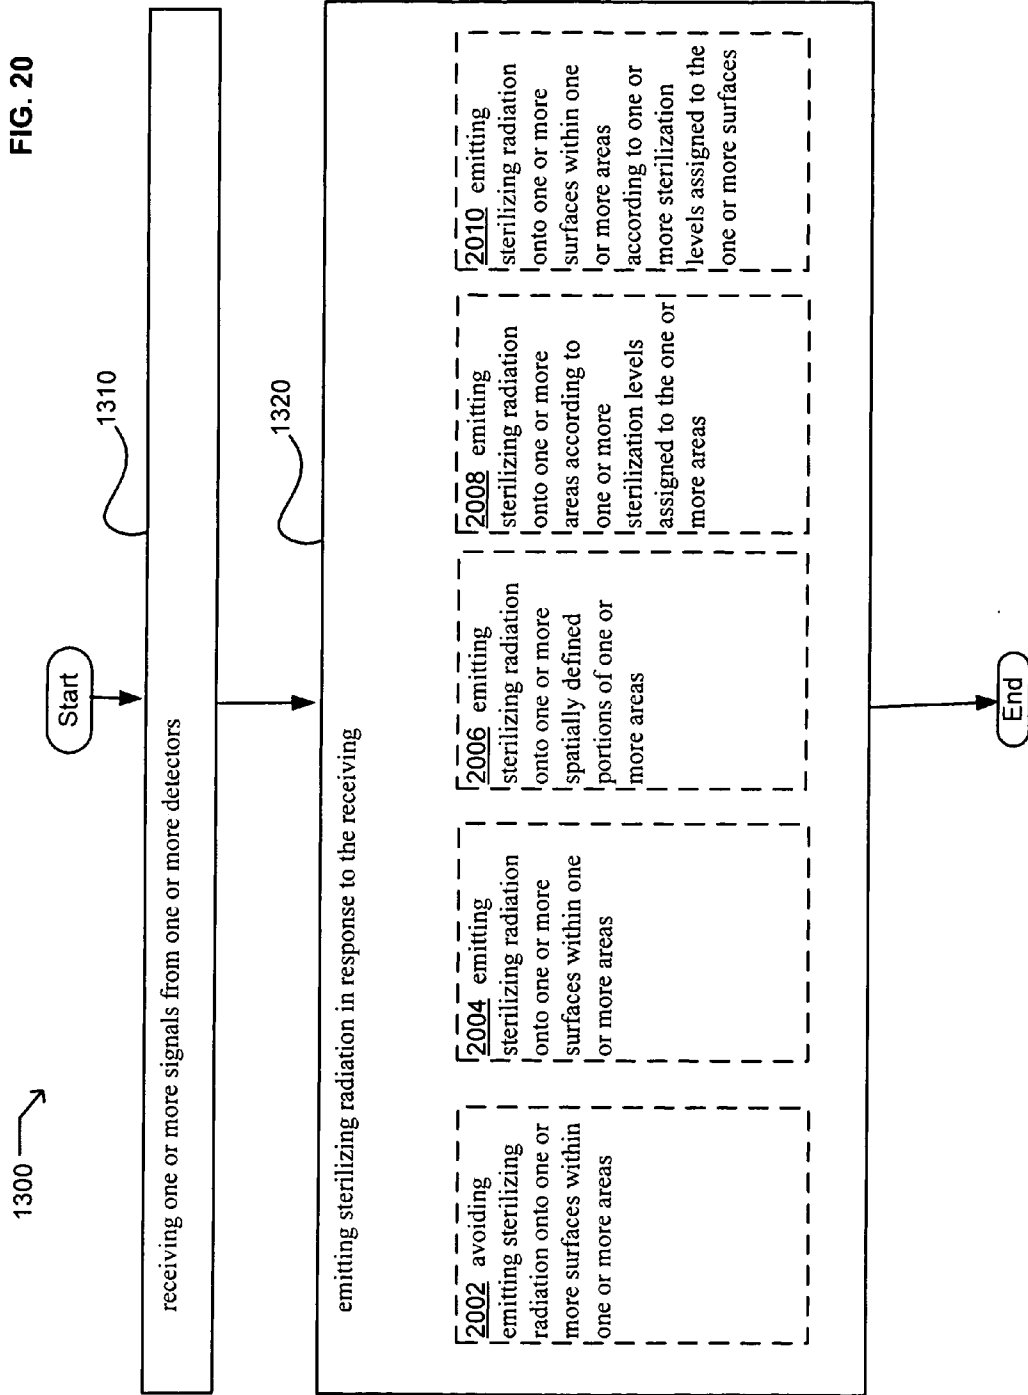 FIG. 20
1300
Start
1310
receiving one or more signals from one or more detectors
1320
emitting sterilizing radiation in response to the receiving
2002 avoiding
emitting sterilizing
radiation onto one or
more surfaces within
one or more areas
2004 emitting
sterilizing radiation
onto one or more
surfaces within one
or more areas
2006 emitting
sterilizing radiation
onto one or more
spatially defined
portions of one or
more areas
2008 emitting
sterilizing radiation
onto one or more
areas according to
one or more
sterilization levels
assigned to the one or
more areas
2010 emitting
sterilizing radiation
onto one or more
surfaces within one
or more areas
according to one or
more sterilization
levels assigned to the
one or more surfaces
End